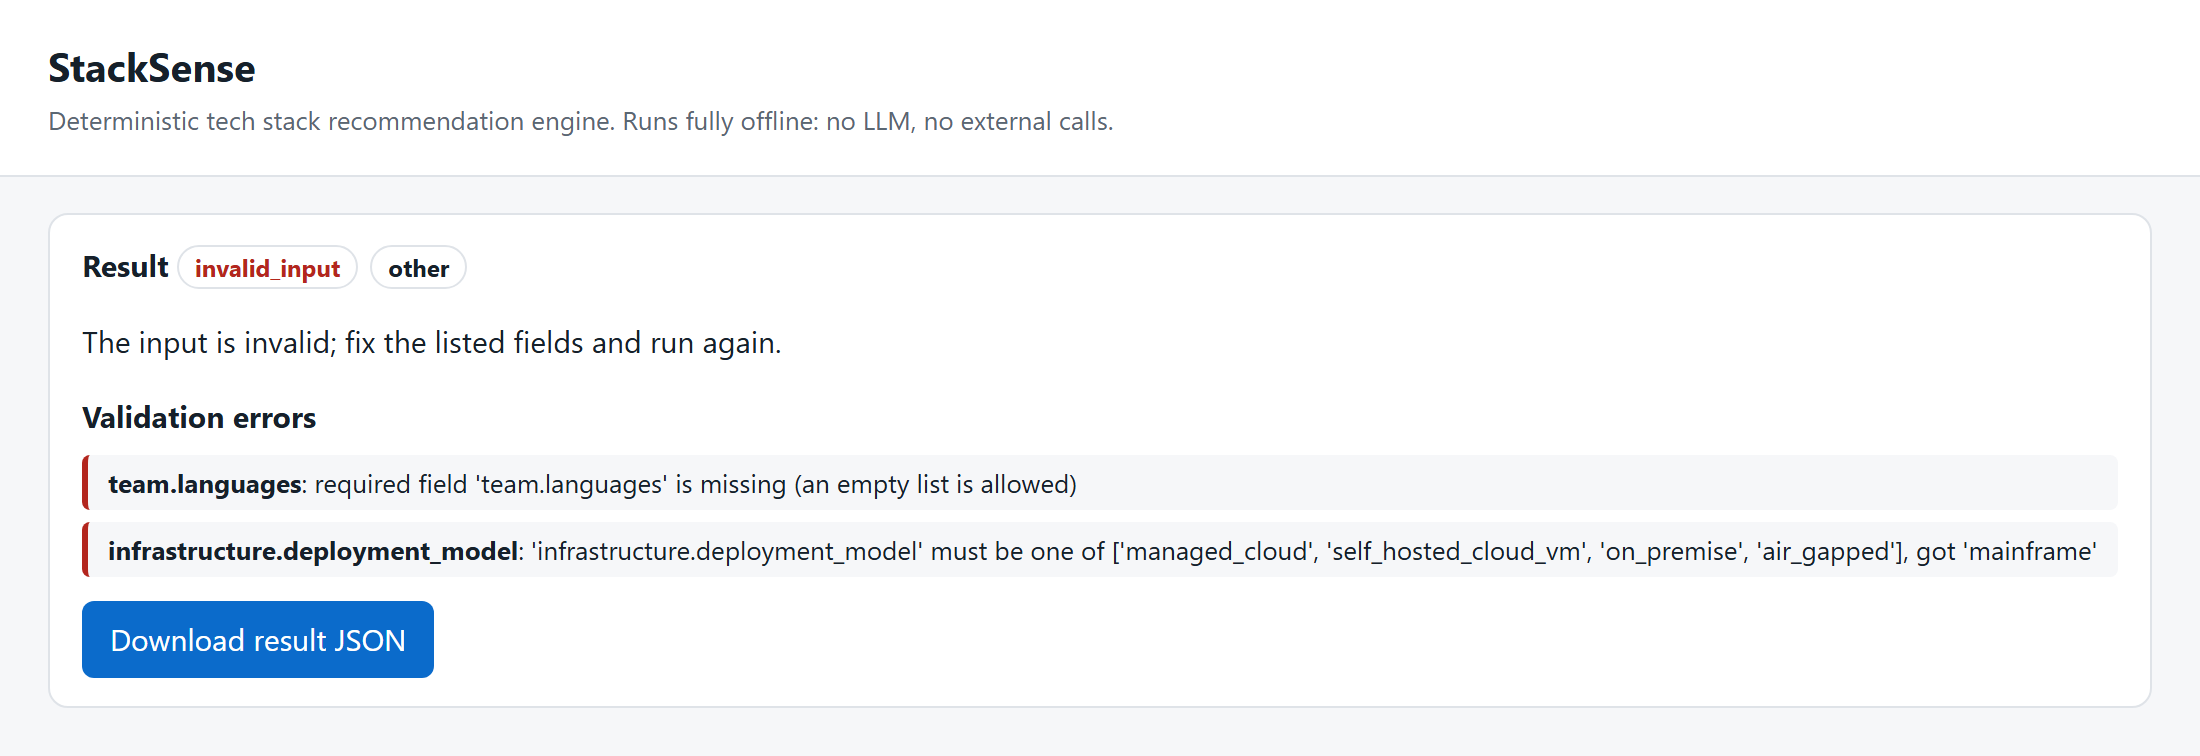 StackSense
Deterministic tech stack recommendation engine. Runs fully offline: no LLM, no external calls.
Result invalid_input other
The input is invalid; fix the listed fields and run again.
Validation errors
team.languages: required field 'team.languages' is missing (an empty list is allowed)
infrastructure.deployment_model: 'infrastructure.deployment_model' must be one of ['managed_cloud', 'self_hosted_cloud_vm', 'on_premise', 'air_gapped'], got 'mainframe'
Download result JSON